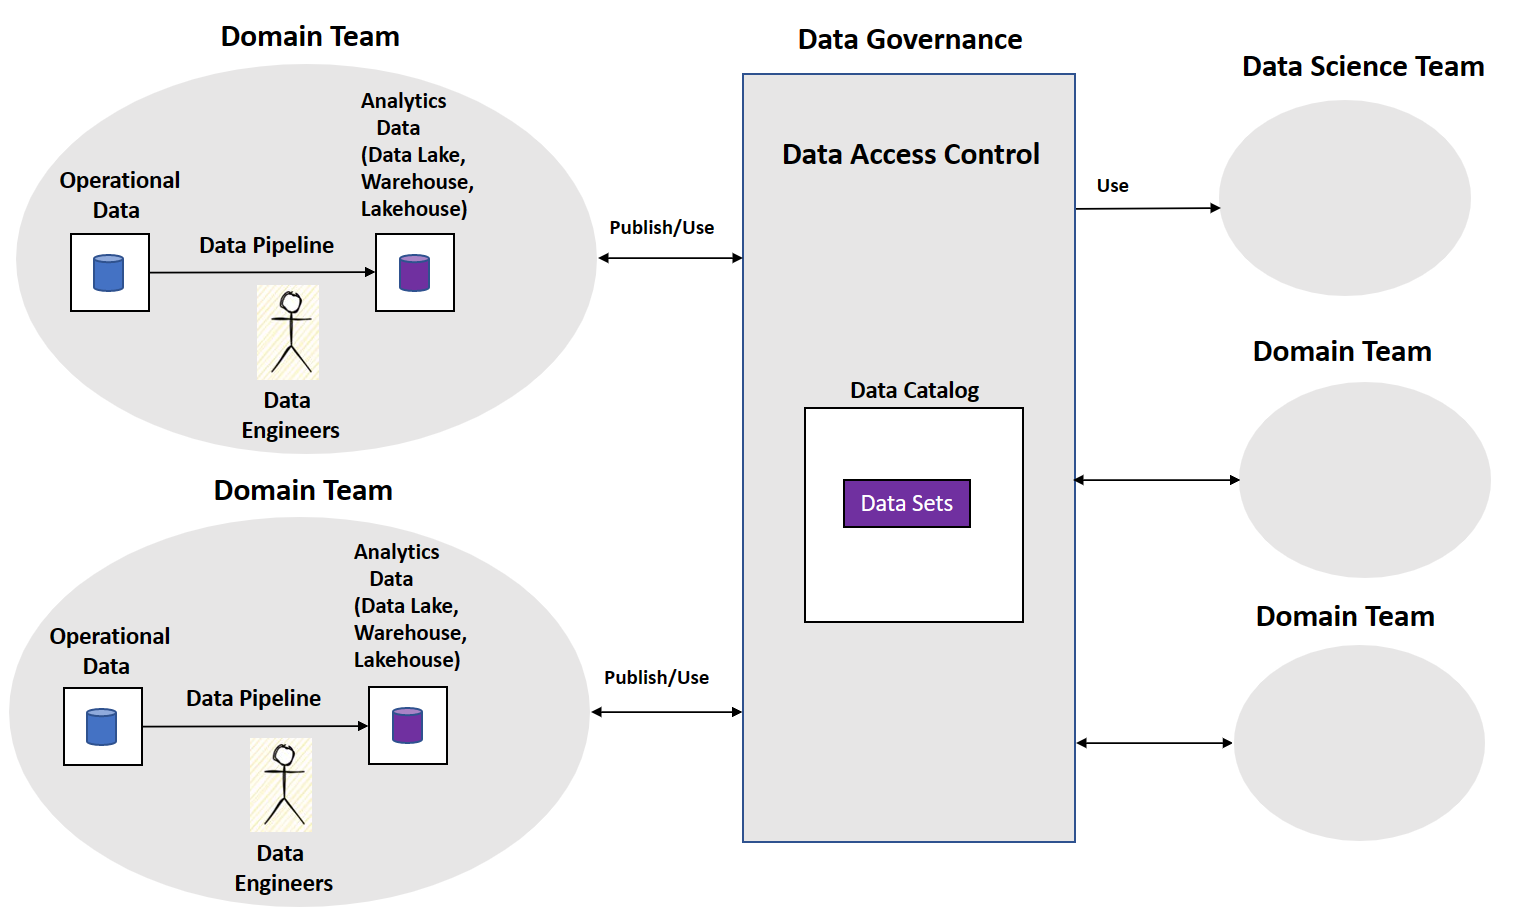 Domain Team
Analytics
Data
(Data Lake,
Warehouse,
Lakehouse)
Operational
Data
Data Pipeline
Data
Engineers
Publish/Use
Domain Team
Analytics
Data
(Data Lake,
Warehouse,
Lakehouse)
Operational
Data
Data Pipeline
Data
Engineers
Publish/Use
Data Governance
Data Access Control
Data Catalog
Data Sets
Use
Data Science Team
Domain Team
Domain Team